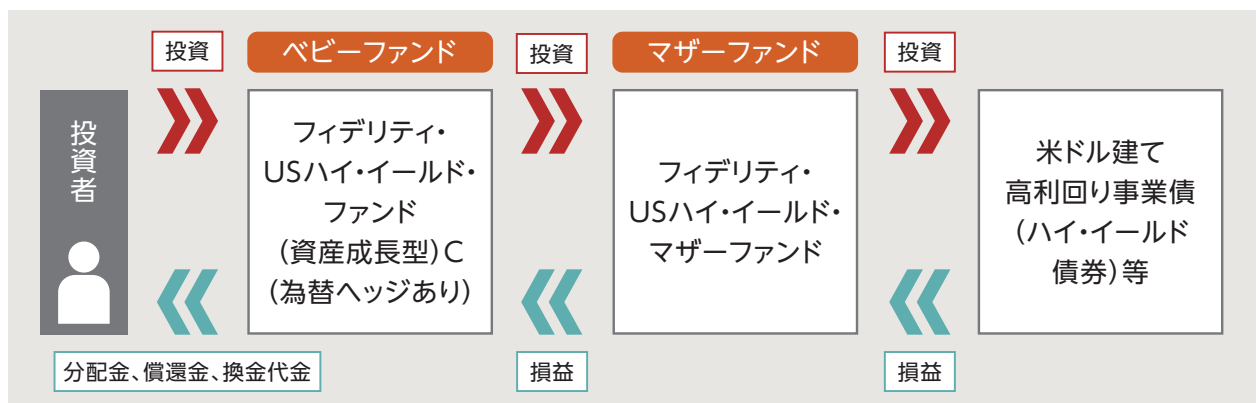 投資
ベビーファンド
投資
マザーファンド
投資
投資者
フィデリティ・
USハイ・イールド・
ファンド
(資産成長型)C
(為替ヘッジあり)
フィデリティ・
USハイ・イールド・
マザーファンド
米ドル建て
高利回り事業債
(ハイ・イールド
債券)等
分配金、償還金、換金代金
損益
損益